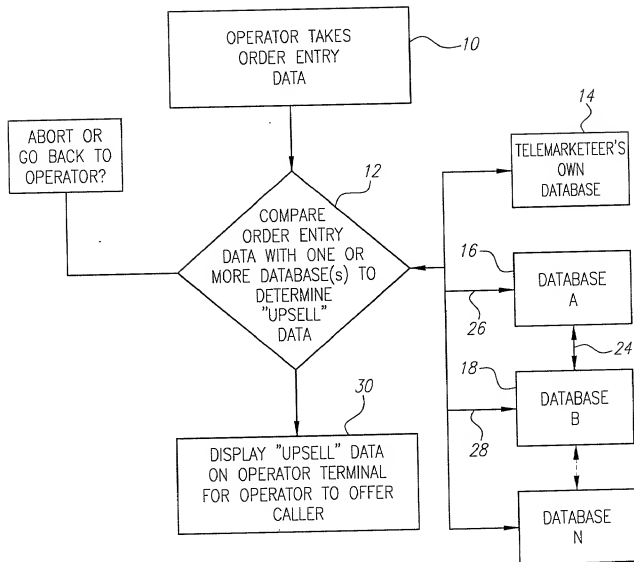 OPERATOR TAKES
ORDER ENTRY
DATA
10
ABORT OR
GO BACK TO
OPERATOR?
12
COMPARE
ORDER ENTRY
DATA WITH ONE OR
MORE DATABASE(s) TO
DETERMINE
"UPSELL"
DATA
14
TELEMARKETEER'S
OWN
DATABASE
16
DATABASE
A
26
24
18
DATABASE
B
28
30
DISPLAY "UPSELL" DATA
ON OPERATOR TERMINAL
FOR OPERATOR TO OFFER
CALLER
DATABASE
N